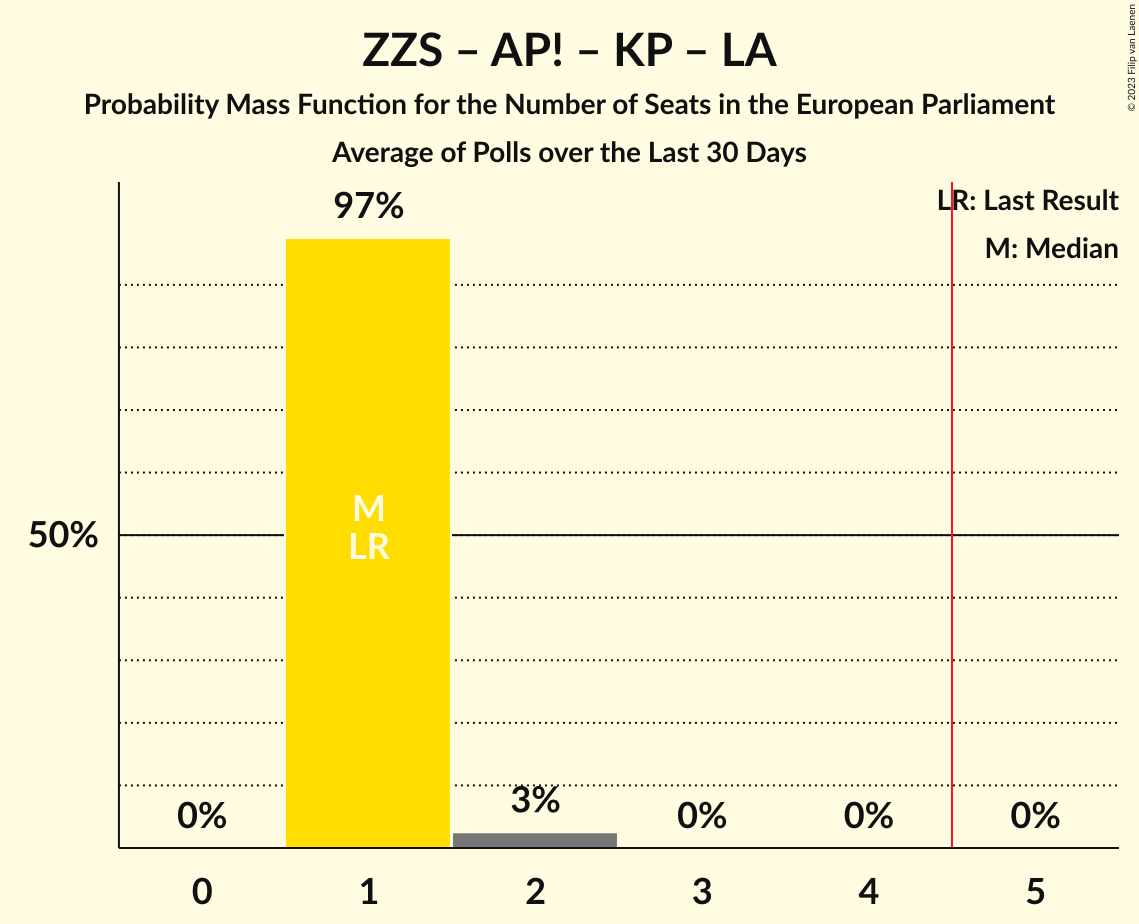 ZZS – AP! – KP – LA
Probability Mass Function for the Number of Seats in the European Parliament
Average of Polls over the Last 30 Days
© 2023 Filip van Laenen
LR: Last Result
M: Median
97%
M
LR
50%
0%
3%
0%
0%
0%
0
1
2
3
4
5